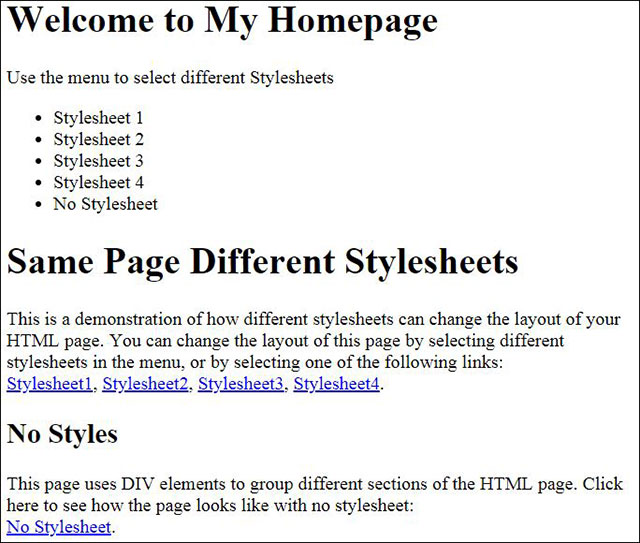 Welcome to My Homepage
Use the menu to select different Stylesheets
Stylesheet 1
Stylesheet 2
Stylesheet 3
Stylesheet 4
No Stylesheet
Same Page Different Stylesheets
This is a demonstration of how different stylesheets can change the layout of your
HTML page. You can change the layout of this page by selecting different
stylesheets in the menu, or by selecting one of the following links:
Stylesheet1, Stylesheet2, Stylesheet3, Stylesheet4.
No Styles
This page uses DIV elements to group different sections of the HTML page. Click
here to see how the page looks like with no stylesheet:
No Stylesheet.